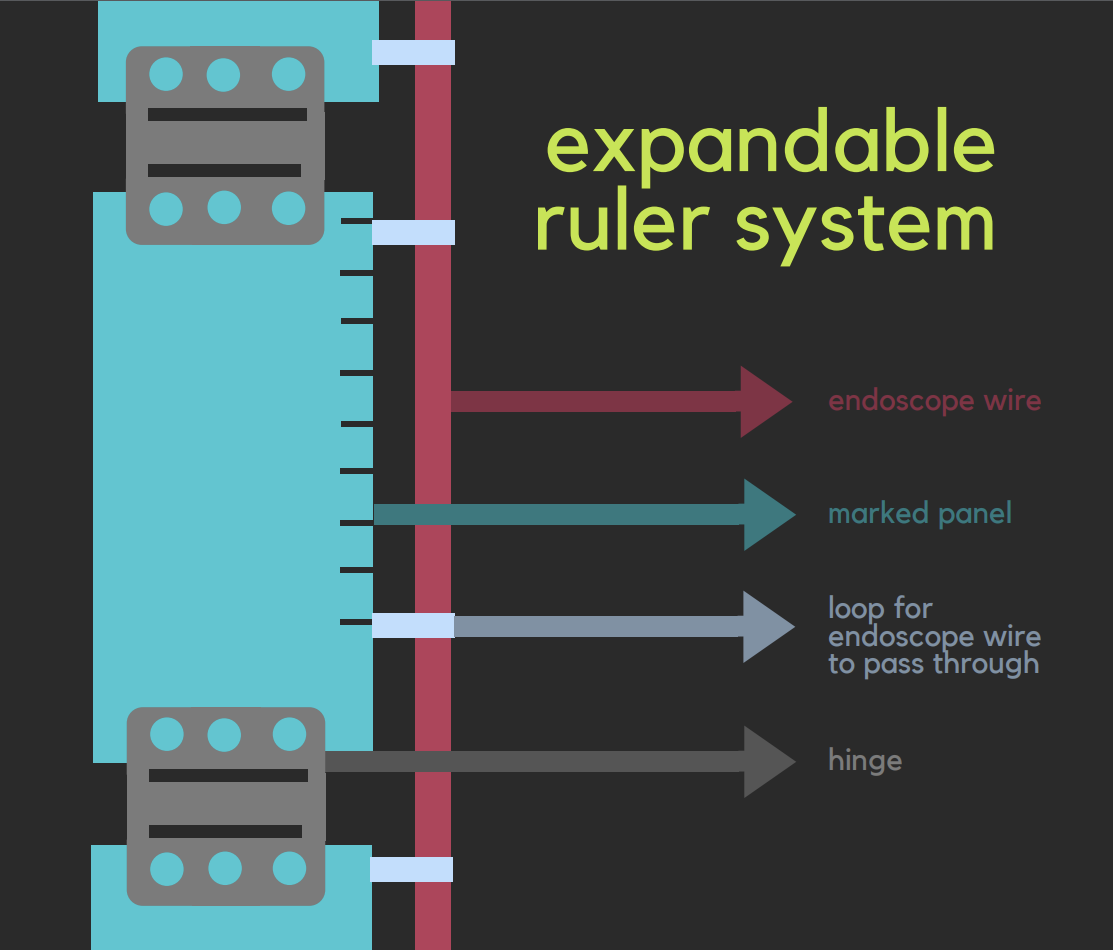 expandable
ruler system
endoscope wire
marked panel
loop for
endoscope wire
to pass through
hinge